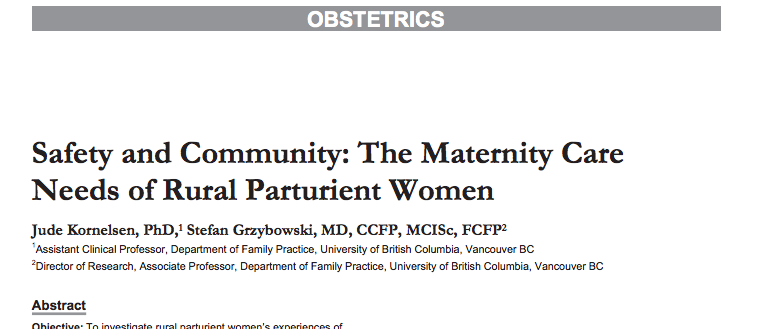 OBSTETRICS
Safety and Community: The Maternity Care
Needs of Rural Parturient Women
Jude Kornelsen, PhD,¹ Stefan Grzybowski, MD, CCFP, MCISc, FCFP²
¹Assistant Clinical Professor, Department of Family Practice, University of British Columbia, Vancouver BC
²Director of Research, Associate Professor, Department of Family Practice, University of British Columbia, Vancouver BC
Abstract
Objective: To investigate rural parturient women's experiences of